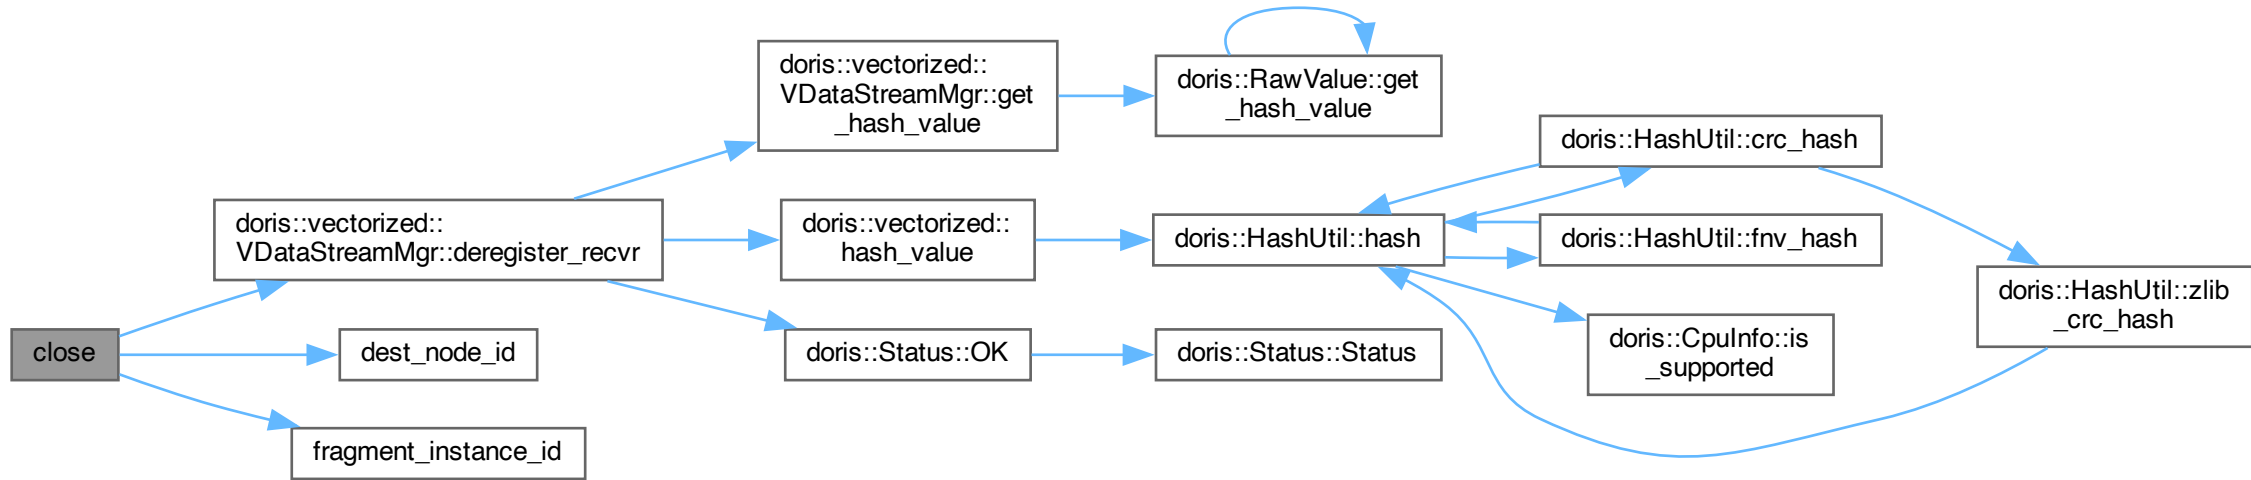 close
doris::vectorized::
VDataStreamMgr::deregister_recvr
dest_node_id
fragment_instance_id
doris::vectorized::
VDataStreamMgr::get
_hash_value
doris::vectorized::
hash_value
doris::Status::OK
doris::RawValue::get
_hash_value
doris::HashUtil::hash
doris::Status::Status
doris::HashUtil::crc_hash
doris::HashUtil::fnv_hash
doris::CpuInfo::is
_supported
doris::HashUtil::zlib
_crc_hash